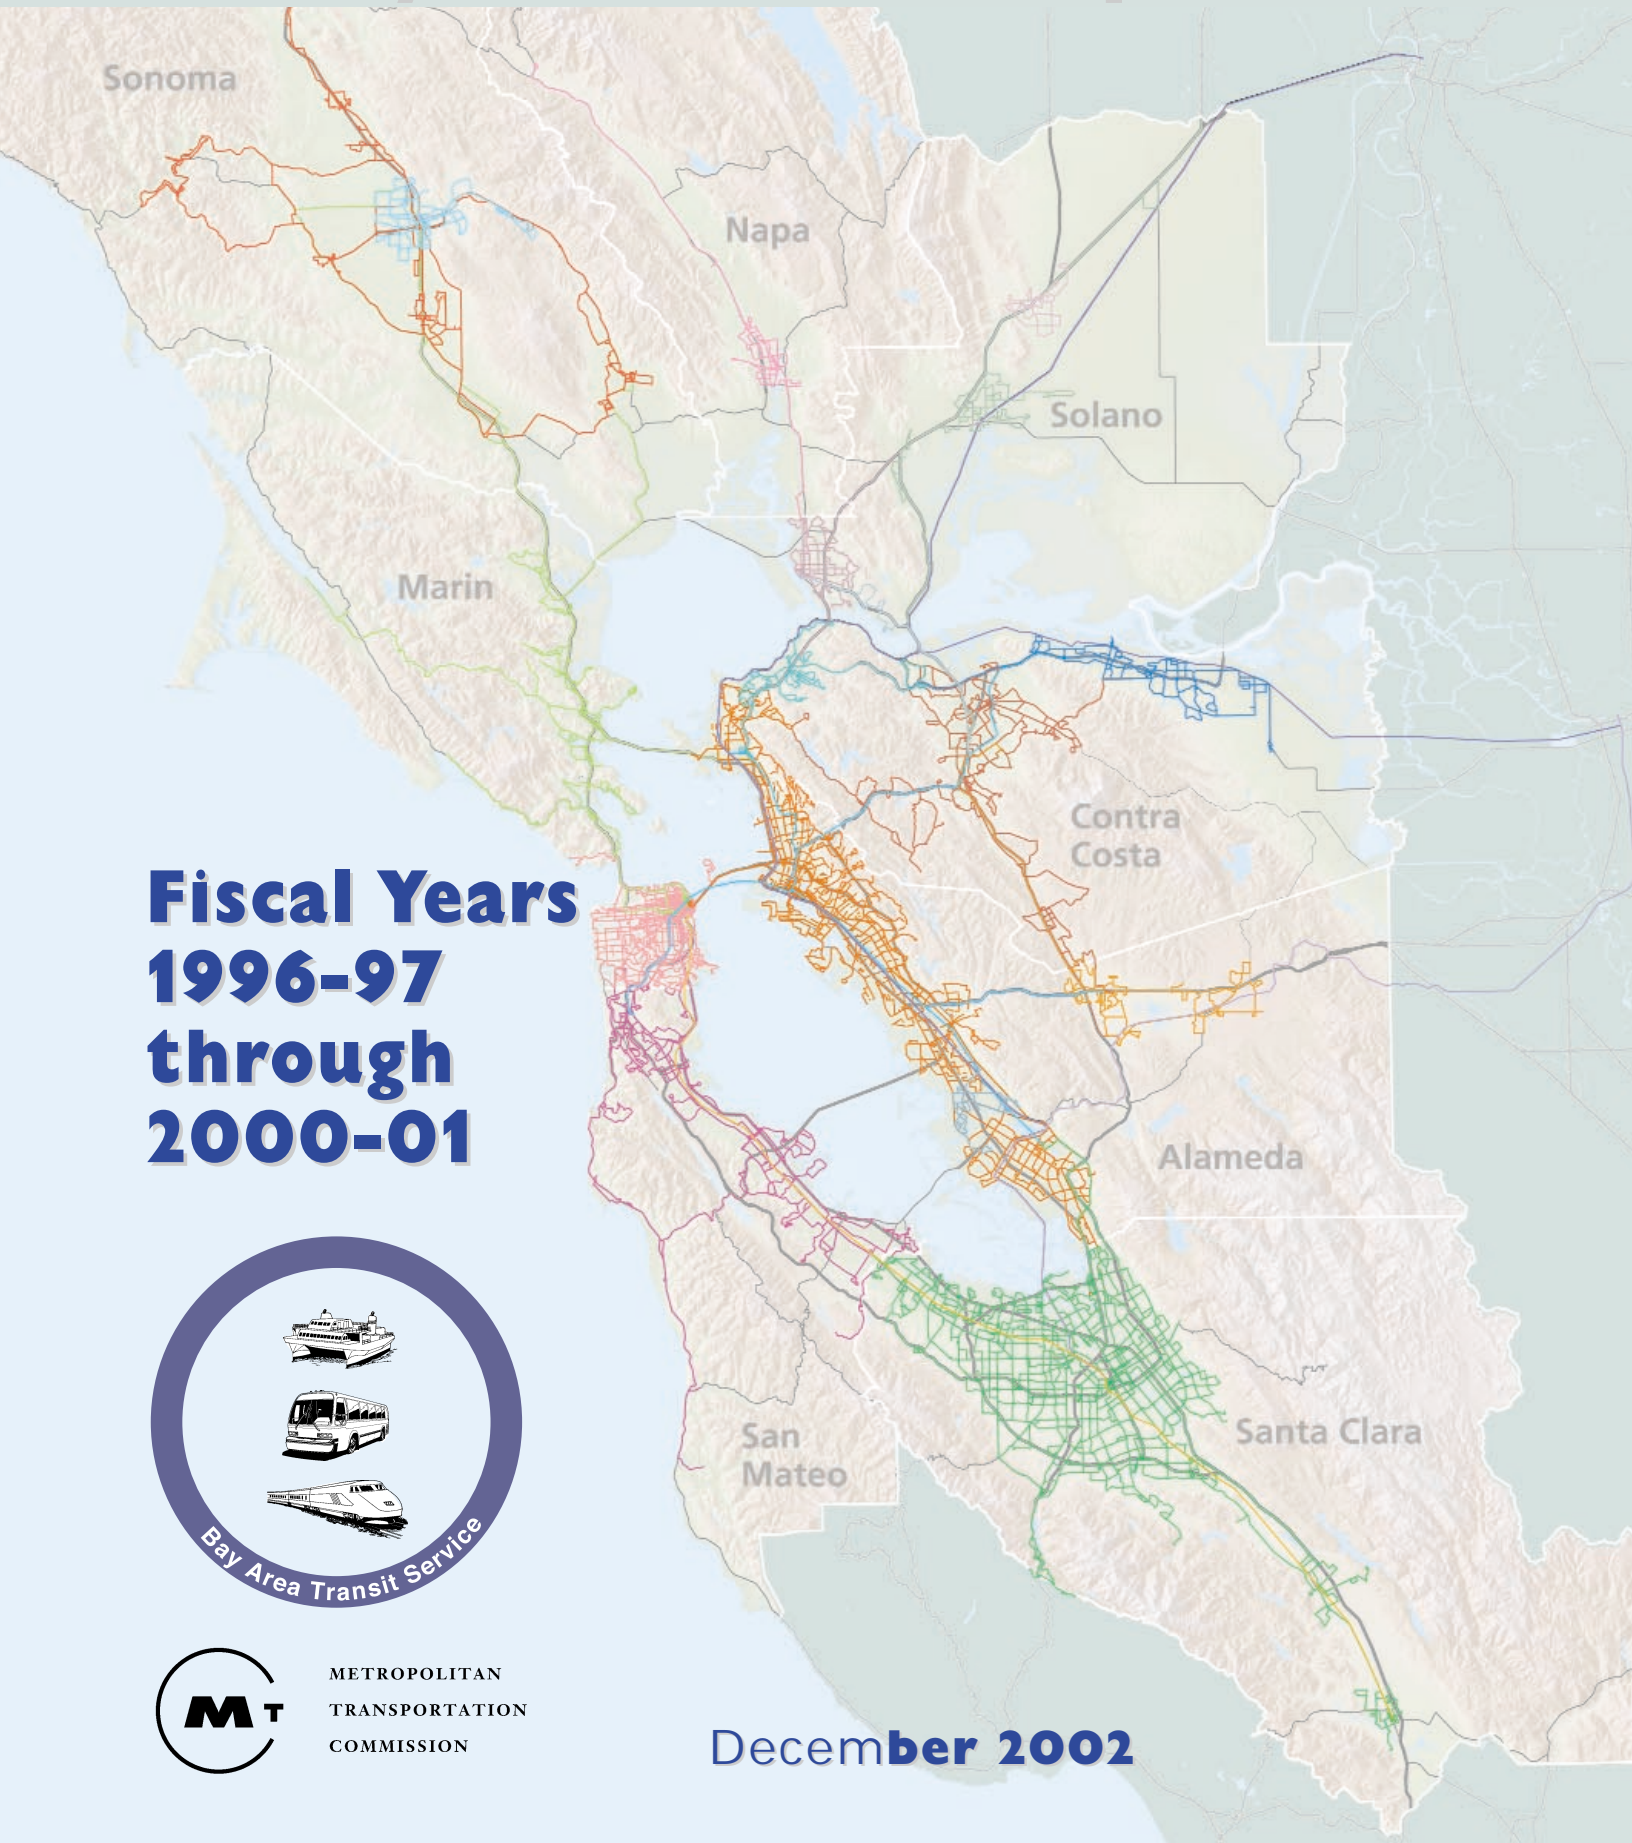 Sonoma
Napa
Solano
Marin
Contra
Costa
Fiscal Years
1996-97
through
2000-01
Alameda
San
Mateo
Santa Clara
Bay Area Transit Service
MT
METROPOLITAN
TRANSPORTATION
COMMISSION
December 2002